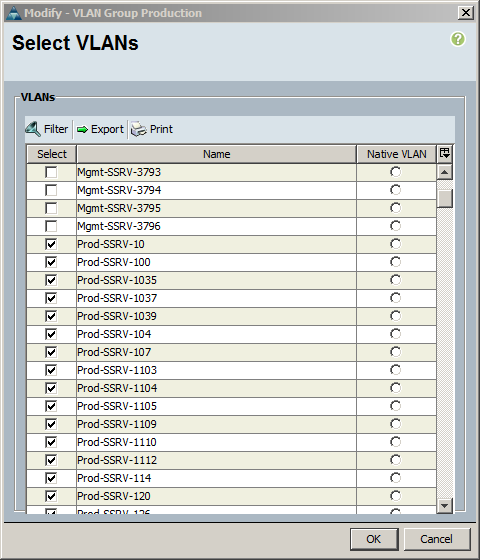 Modify - VLAN Group Production
Select VLANs
VLANs
Filter Export Print
Select Name Native VLAN
Mgmt-SSRV-3793
Mgmt-SSRV-3794
Mgmt-SSRV-3795
Mgmt-SSRV-3796
Prod-SSRV-10
Prod-SSRV-100
Prod-SSRV-1035
Prod-SSRV-1037
Prod-SSRV-1039
Prod-SSRV-104
Prod-SSRV-107
Prod-SSRV-1103
Prod-SSRV-1104
Prod-SSRV-1105
Prod-SSRV-1109
Prod-SSRV-1110
Prod-SSRV-1112
Prod-SSRV-114
Prod-SSRV-120
Prod-SSRV-126
OK Cancel